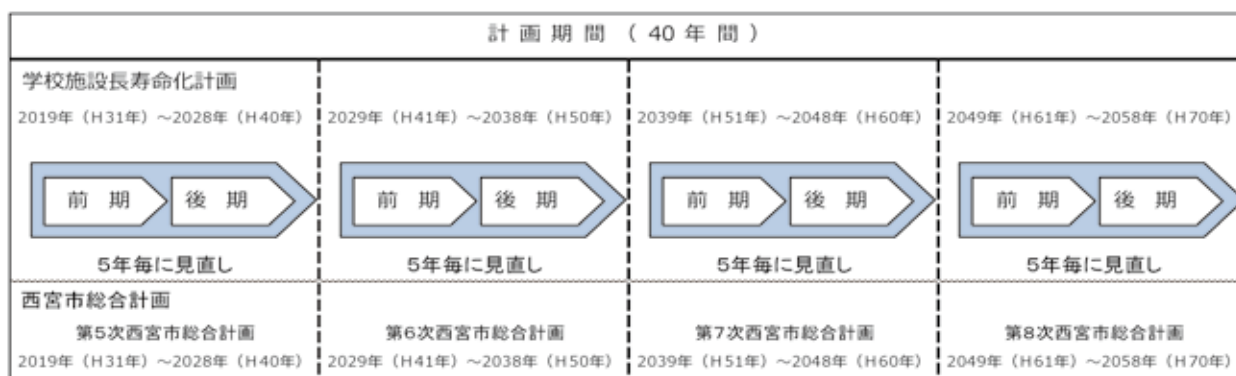 計画期間（40年間）
学校施設長寿命化計画
2019年（H31年）～2028年（H40年） 2029年（H41年）～2038年（H50年） 2039年（H51年）～2048年（H60年） 2049年（H61年）～2058年（H70年）
前期 後期 前期 後期 前期 後期 前期 後期
5年毎に見直し 5年毎に見直し 5年毎に見直し 5年毎に見直し
西宮市総合計画
第5次西宮市総合計画 第6次西宮市総合計画 第7次西宮市総合計画 第8次西宮市総合計画
2019年（H31年）～2028年（H40年） 2029年（H41年）～2038年（H50年） 2039年（H51年）～2048年（H60年） 2049年（H61年）～2058年（H70年）